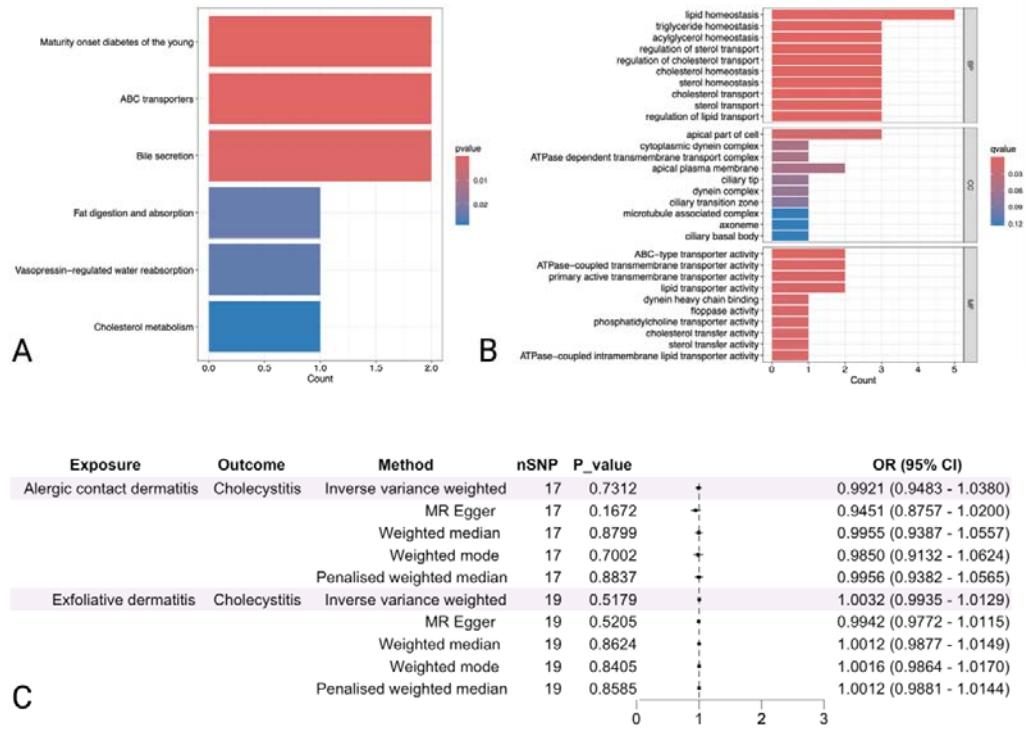 Maturity onset diabetes of the young
ABC transporters
Bile secretion
Fat digestion and absorption
Vasopressin-regulated water reabsorption
Cholesterol metabolism
0.0 0.5 1.0 1.5 2.0
Count
pvalue
0.01
0.02
A
lipid homeostasis
triglyceride homeostasis
acylglycerol homeostasis
regulation of sterol transport
regulation of cholesterol transport
cholesterol homeostasis
sterol homeostasis
cholesterol transport
sterol transport
regulation of lipid transport
BP
apical part of cell
cytoplasmic dynein complex
ATPase dependent transmembrane transport complex
apical plasma membrane
ciliary tip
dynein complex
ciliary transition zone
microtubule associated complex
axoneme
ciliary basal body
CC
ABC-type transporter activity
ATPase-coupled transmembrane transporter activity
primary active transmembrane transporter activity
lipid transporter activity
dynein heavy chain binding
floppase activity
phosphatidylcholine transporter activity
cholesterol transfer activity
sterol transfer activity
ATPase-coupled intramembrane lipid transporter activity
MF
0 1 2 3 4 5
Count
qvalue
0.03
0.06
0.09
0.12
B
Exposure Outcome Method nSNP P_value OR (95% CI)
Alergic contact dermatitis Cholecystitis Inverse variance weighted 17 0.7312 0.9921 (0.9483 - 1.0380)
MR Egger 17 0.1672 0.9451 (0.8757 - 1.0200)
Weighted median 17 0.8799 0.9955 (0.9387 - 1.0557)
Weighted mode 17 0.7002 0.9850 (0.9132 - 1.0624)
Penalised weighted median 17 0.8837 0.9956 (0.9382 - 1.0565)
Exfoliative dermatitis Cholecystitis Inverse variance weighted 19 0.5179 1.0032 (0.9935 - 1.0129)
MR Egger 19 0.5205 0.9942 (0.9772 - 1.0115)
Weighted median 19 0.8624 1.0012 (0.9877 - 1.0149)
Weighted mode 19 0.8405 1.0016 (0.9864 - 1.0170)
Penalised weighted median 19 0.8585 1.0012 (0.9881 - 1.0144)
0 1 2 3
C